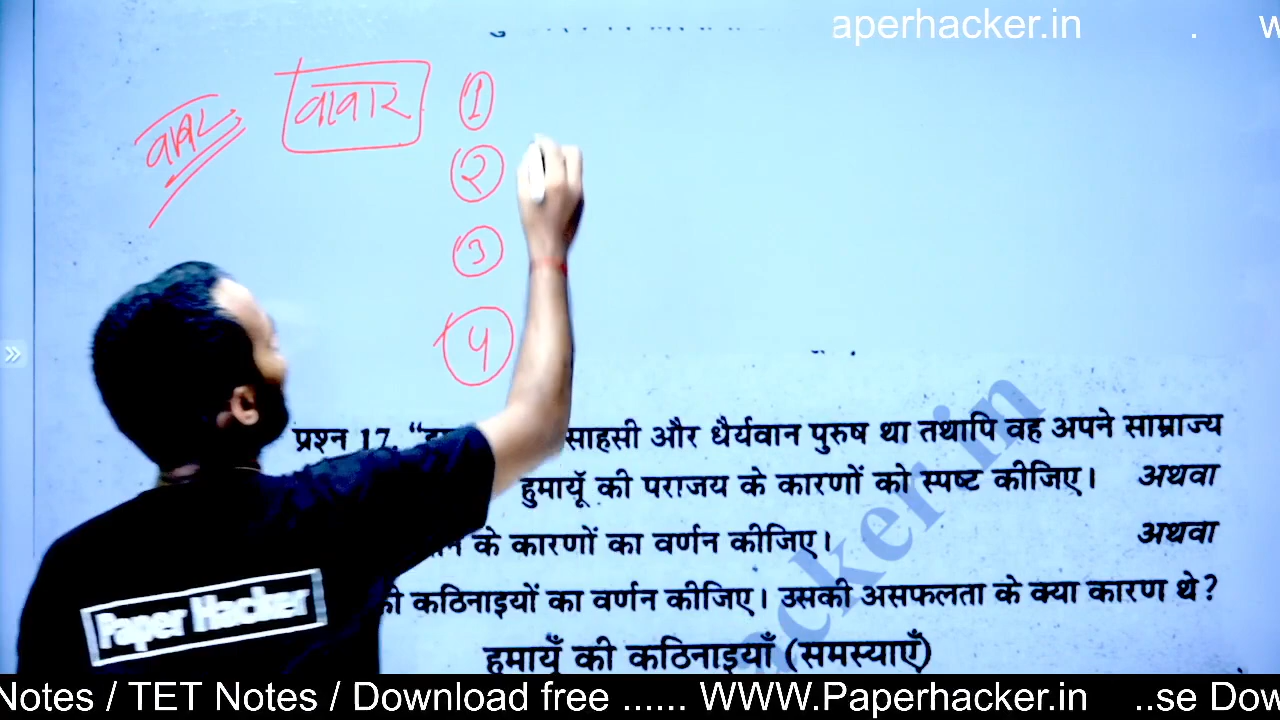 aperhacker.in . w
बाबर
वावार
1
2
3
4
प्रश्न 17. साहसी और धैर्यवान पुरुष था तथापि वह अपने साम्राज्य
हुमायूँ की पराजय के कारणों को स्पष्ट कीजिए। अथवा
के कारणों का वर्णन कीजिए। अथवा
कठिनाइयों का वर्णन कीजिए। उसकी असफलता के क्या कारण थे?
हुमायूँ की कठिनाइयाँ (समस्याएँ)
Paper Hacker
Notes / TET Notes / Download free ...... WWW.Paperhacker.in ..se Dow